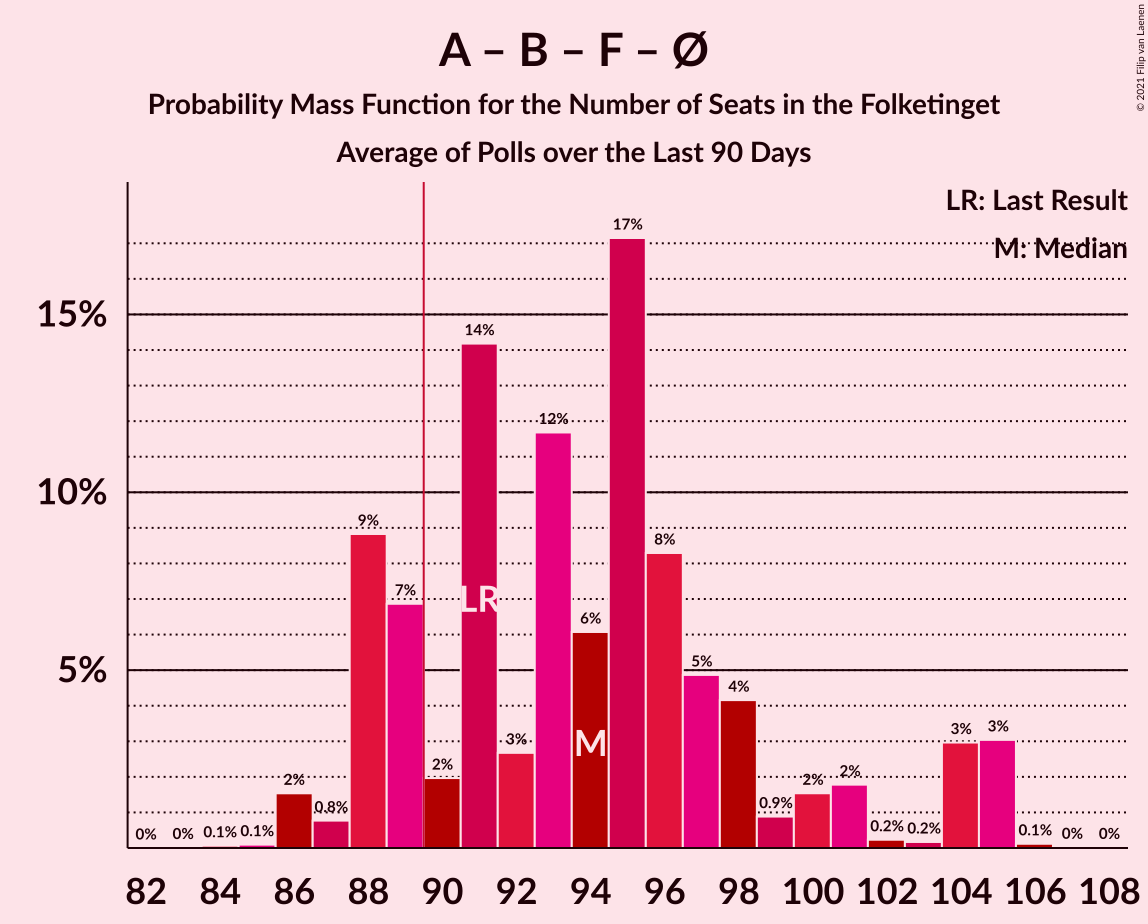 A – B – F – Ø
Probability Mass Function for the Number of Seats in the Folketinget
Average of Polls over the Last 90 Days
© 2021 Filip van Laenen
LR: Last Result
M: Median
15%
10%
5%
0% 0% 0.1% 0.1% 2% 0.8% 9% 7% 2% 14% 3% 12% 6% 17% 8% 5% 4% 0.9% 2% 2% 0.2% 0.2% 3% 3% 0.1% 0% 0%
LR
M
82 84 86 88 90 92 94 96 98 100 102 104 106 108